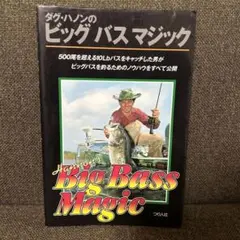 ダグ・ハノンの
ビッグ バス マジック
500尾を超える10Lbバスをキャッチした男が
ビッグバスを釣るためのノウハウをすべて公開
Hannon's
Big Bass
Magic
つり人社